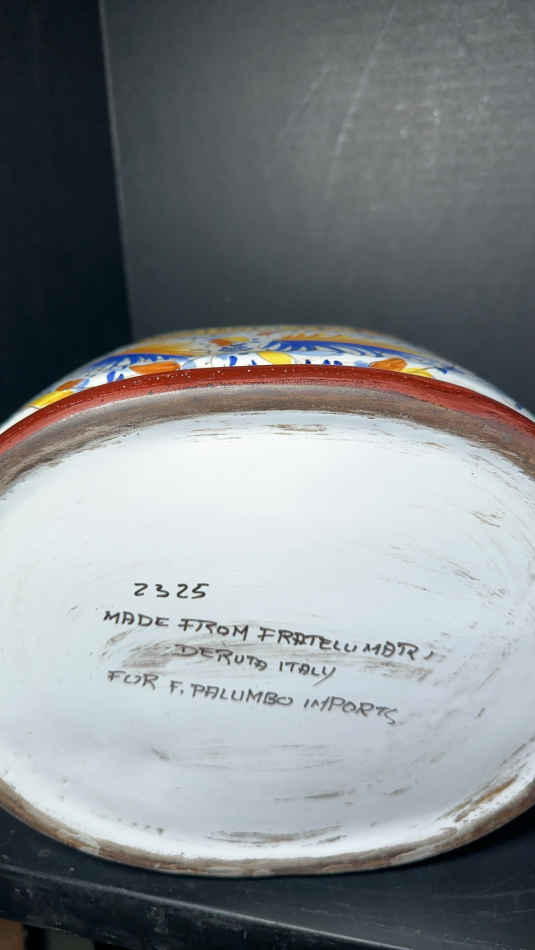 2325
MADE FROM FRATELLI MARI
DERUTA ITALY
FOR F. PALUMBO IMPORTS